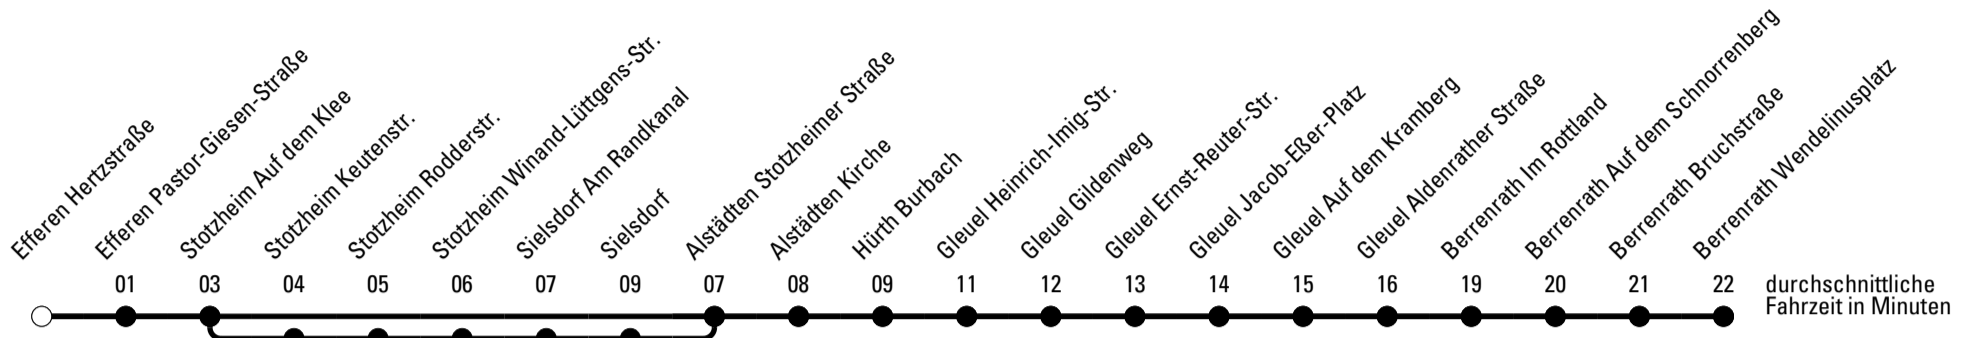 Efferen Hertzstraße
Efferen Pastor-Giesen-Straße
Stotzheim Auf dem Klee
Stotzheim Keutenstr.
Stotzheim Rodderstr.
Stotzheim Winand-Lüttgens-Str.
Sielsdorf Am Randkanal
Sielsdorf
Alstädten Stotzheimer Straße
Alstädten Kirche
Hürth Burbach
Gleuel Heinrich-Imig-Str.
Gleuel Gildenweg
Gleuel Ernst-Reuter-Str.
Gleuel Jacob-Eßer-Platz
Gleuel Auf dem Kramberg
Gleuel Aldenrather Straße
Berrenrath Im Rottland
Berrenrath Auf dem Schnorrenberg
Berrenrath Bruchstraße
Berrenrath Wendelinusplatz
01 03 04 05 06 07 09 07 08 09 11 12 13 14 15 16 19 20 21 22
durchschnittliche
Fahrzeit in Minuten